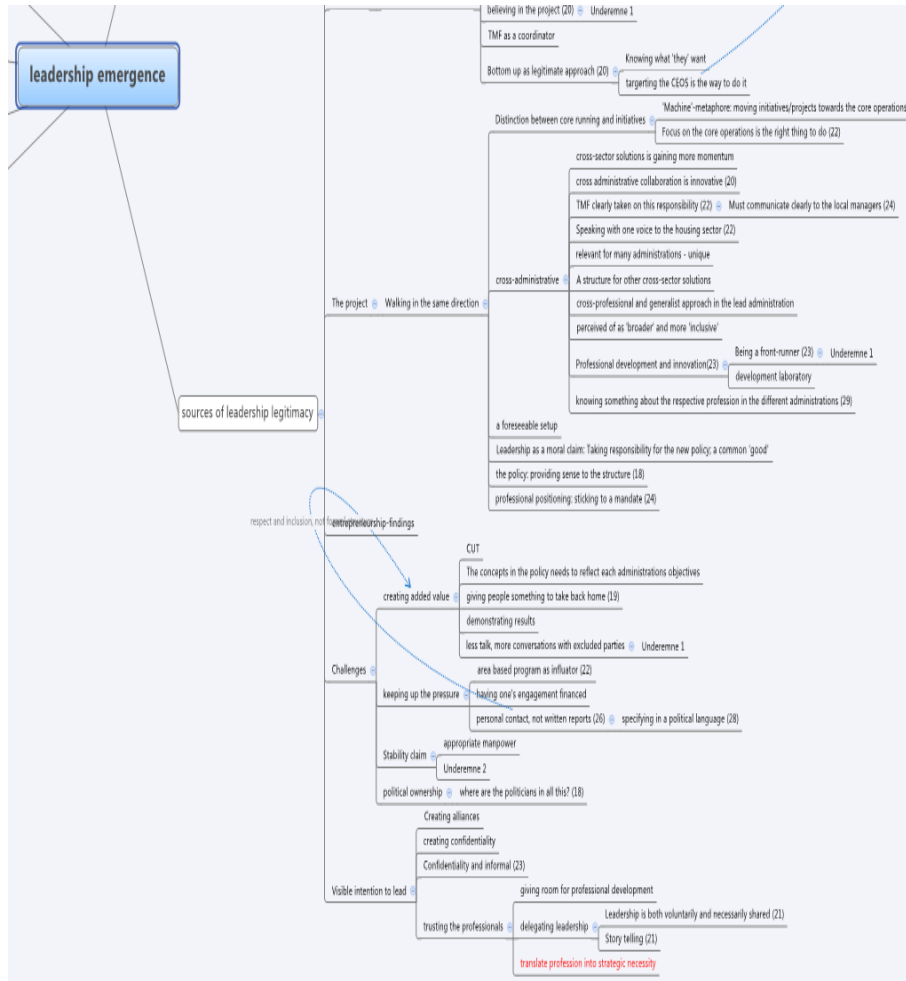 believing in the project (20) Underemne 1
TMF as a coordinator
Bottom up as legitimate approach (20)
Knowing what 'they' want
targerting the CEOS is the way to do it
leadership emergence
Distinction between core running and initiatives
'Machine'-metaphore: moving initiatives/projects towards the core operations
Focus on the core operations is the right thing to do (22)
cross-administrative
cross-sector solutions is gaining more momentum
cross administrative collaboration is innovative (20)
TMF clearly taken on this responsibility (22) Must communicate clearly to the local managers (24)
Speaking with one voice to the housing sector (22)
relevant for many administrations - unique
A structure for other cross-sector solutions
cross-professional and generalist approach in the lead administration
perceived of as 'broader' and more 'inclusive'
Professional development and innovation(23)
Being a front-runner (23) Underemne 1
development laboratory
knowing something about the respective profession in the different administrations (29)
The project Walking in the same direction
a foreseeable setup
Leadership as a moral claim: Taking responsibility for the new policy; a common 'good'
the policy: providing sense to the structure (18)
professional positioning: sticking to a mandate (24)
sources of leadership legitimacy
respect and inclusion, not
entrepreneurship-findings
Challenges
creating added value
CUT
The concepts in the policy needs to reflect each administrations objectives
giving people something to take back home (19)
demonstrating results
less talk, more conversations with excluded parties Underemne 1
keeping up the pressure
area based program as influator (22)
having one's engagement financed
personal contact, not written reports (26) specifying in a political language (28)
Stability claim
appropriate manpower
Underemne 2
political ownership where are the politicians in all this? (18)
Visible intention to lead
Creating alliances
creating confidentiality
Confidentiality and informal (23)
trusting the professionals
giving room for professional development
delegating leadership
Leadership is both voluntarily and necessarily shared (21)
Story telling (21)
translate profession into strategic necessity